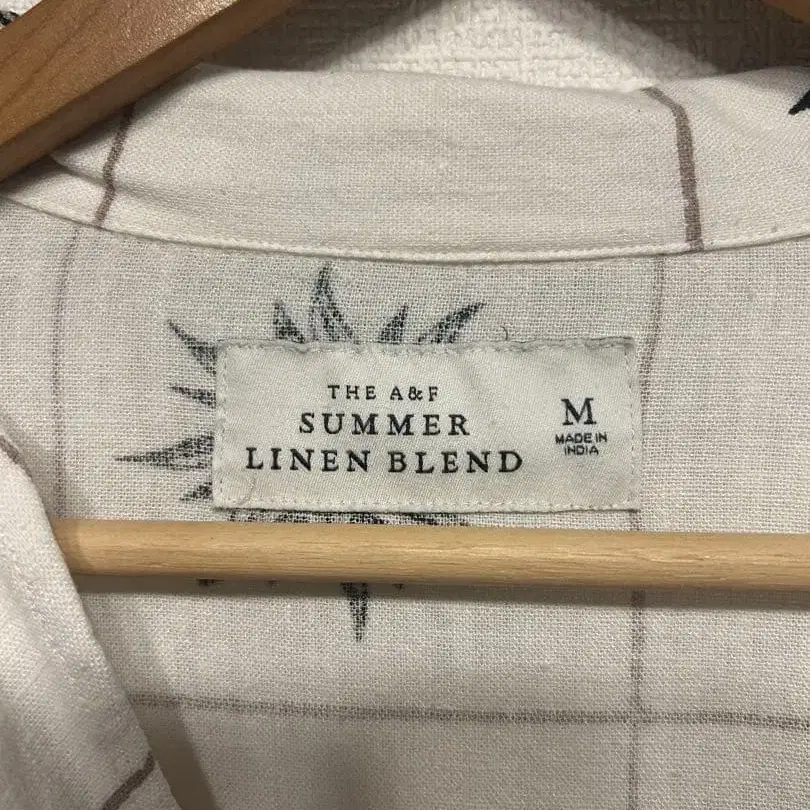 THE A&F
SUMMER
LINEN BLEND
M
MADE IN
INDIA